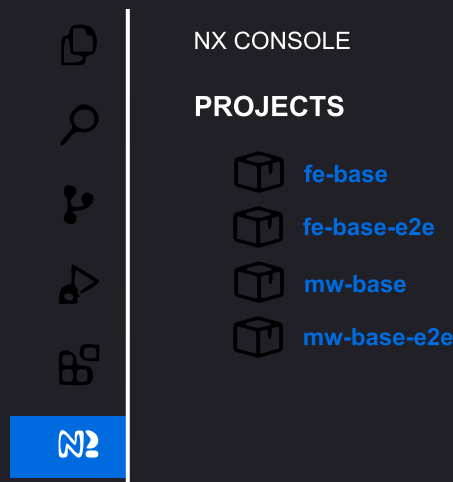 NX CONSOLE
PROJECTS
fe-base
fe-base-e2e
mw-base
mw-base-e2e